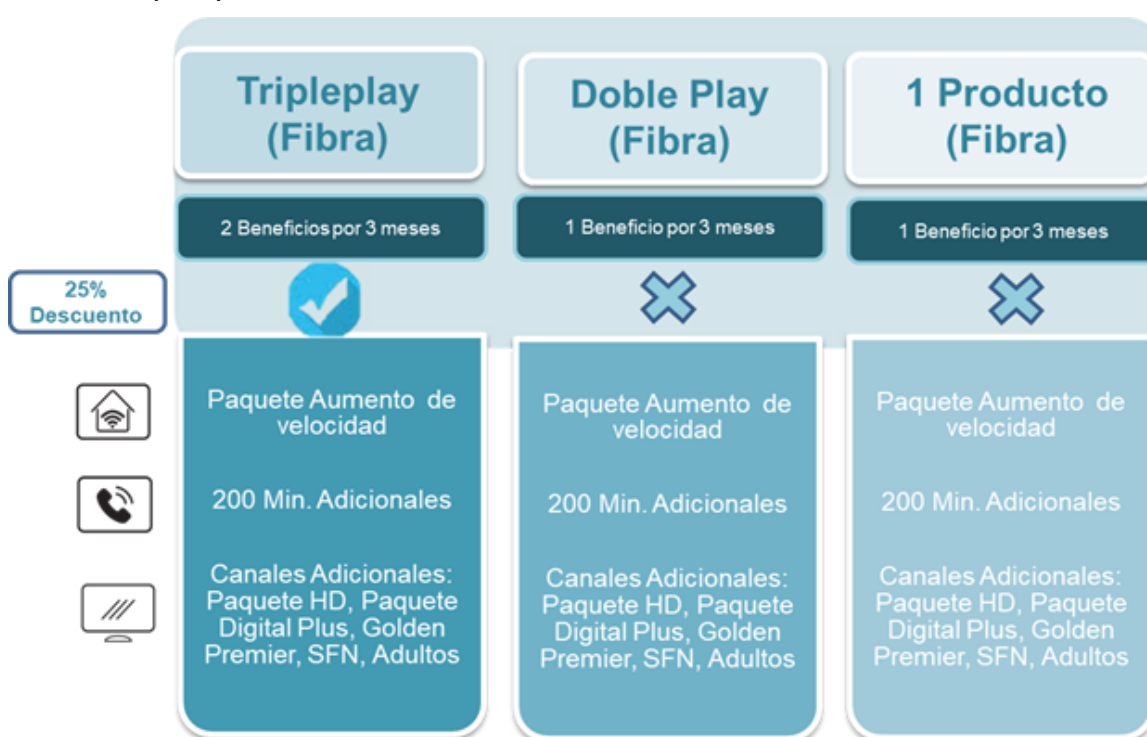 Tripleplay
(Fibra)
Doble Play
(Fibra)
1 Producto
(Fibra)
2 Beneficios por 3 meses
1 Beneficio por 3 meses
1 Beneficio por 3 meses
25%
Descuento
Paquete Aumento de
velocidad
200 Min. Adicionales
Canales Adicionales:
Paquete HD, Paquete
Digital Plus, Golden
Premier, SFN, Adultos
Paquete Aumento de
velocidad
200 Min. Adicionales
Canales Adicionales:
Paquete HD, Paquete
Digital Plus, Golden
Premier, SFN, Adultos
Paquete Aumento de
velocidad
200 Min. Adicionales
Canales Adicionales:
Paquete HD, Paquete
Digital Plus, Golden
Premier, SFN, Adultos